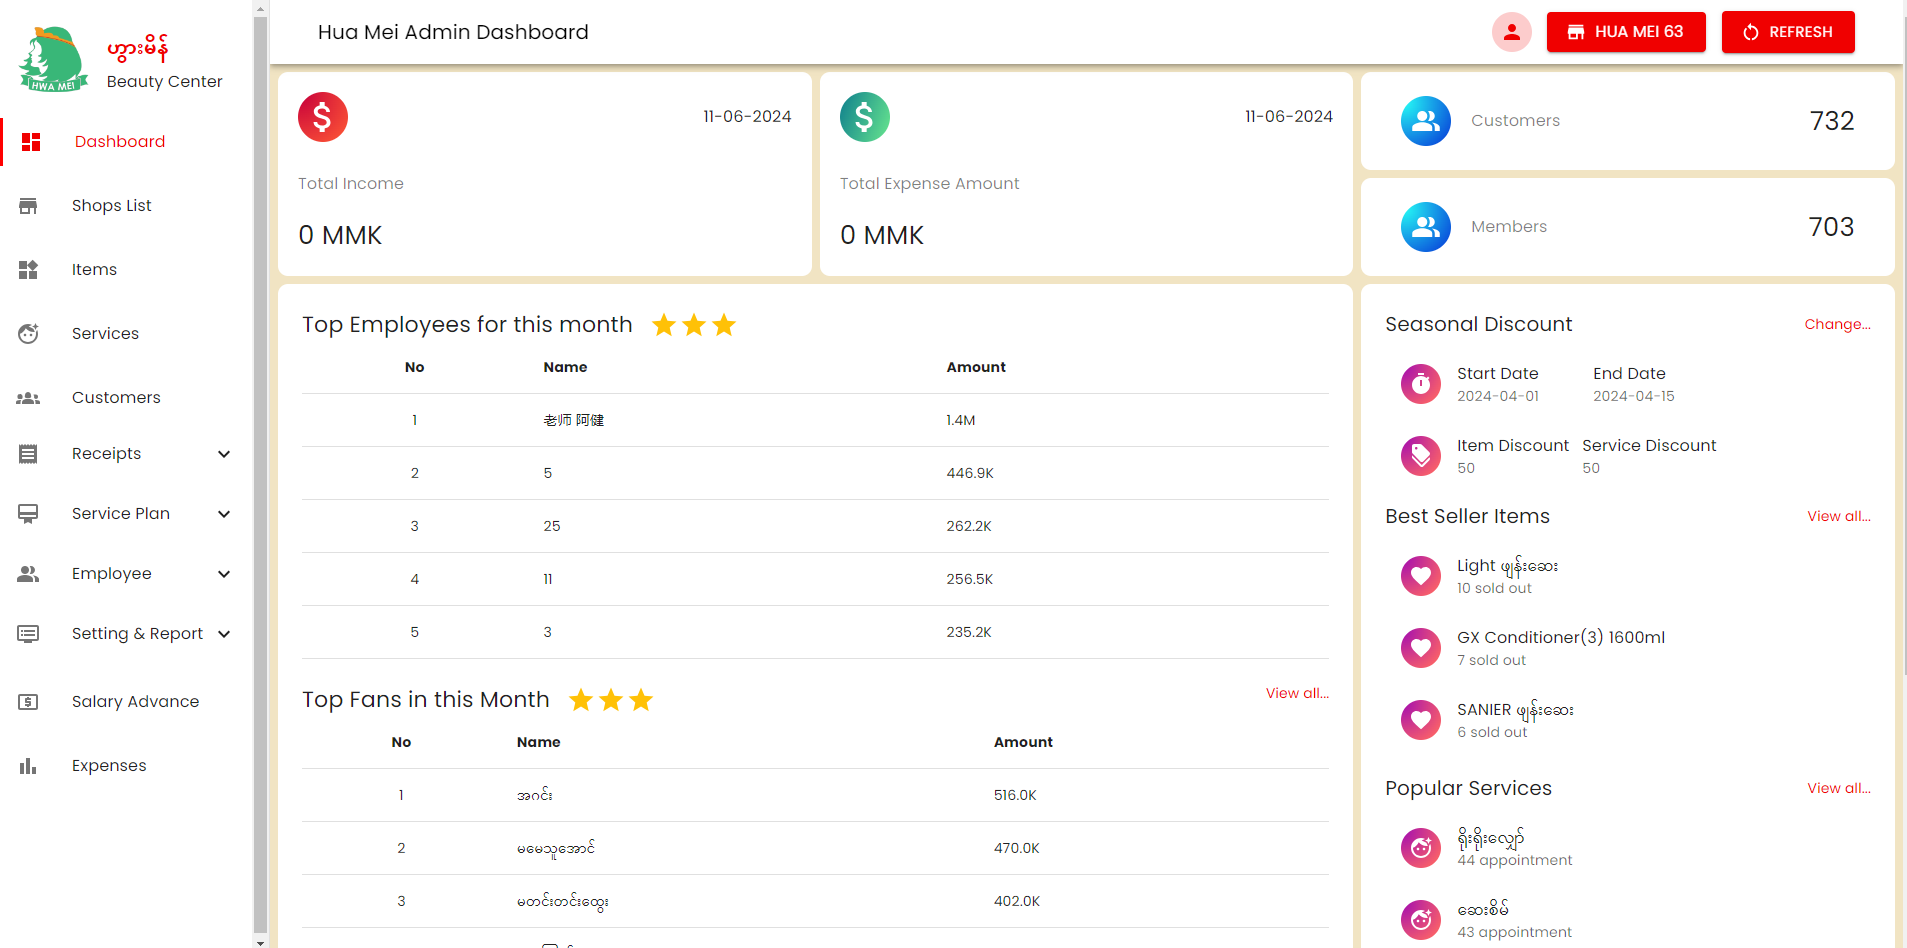 ဟွားမိန်
Beauty Center
HWA MEI
Dashboard
Shops List
Items
Services
Customers
Receipts
Service Plan
Employee
Setting & Report
Salary Advance
Expenses
Hua Mei Admin Dashboard
HUA MEI 63
REFRESH
11-06-2024
Total Income
0 MMK
11-06-2024
Total Expense Amount
0 MMK
Customers 732
Members 703
Top Employees for this month
No Name Amount
1 老师 阿健 1.4M
2 5 446.9K
3 25 262.2K
4 11 256.5K
5 3 235.2K
Top Fans in this Month View all...
No Name Amount
1 အဂင်း 516.0K
2 မမေသူအောင် 470.0K
3 မတင်းတင်းထွေး 402.0K
Seasonal Discount Change...
Start Date End Date
2024-04-01 2024-04-15
Item Discount Service Discount
50 50
Best Seller Items View all...
Light ဖျန်းဆေး
10 sold out
GX Conditioner(3) 1600ml
7 sold out
SANIER ဖျန်းဆေး
6 sold out
Popular Services View all...
ရိုးရိုးလျှော်
44 appointment
ဆေးစိမ်
43 appointment